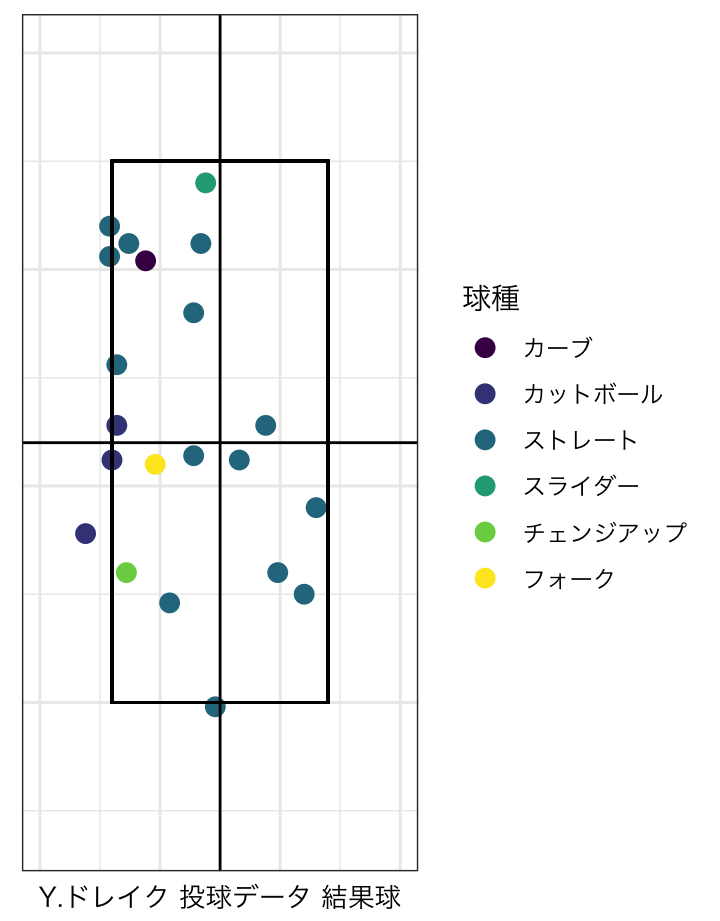 球種
カーブ
カットボール
ストレート
スライダー
チェンジアップ
フォーク
Y.ドレイク 投球データ 結果球